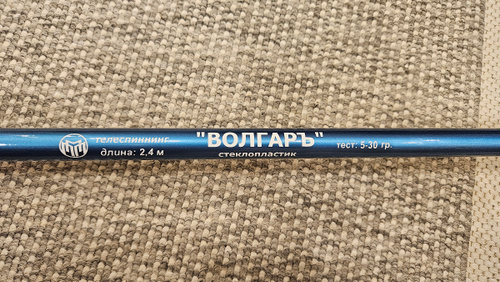 телеспиннинг
длина: 2,4 м
"ВОЛГАРЪ"
стеклопластик
тест: 5-30 гр.